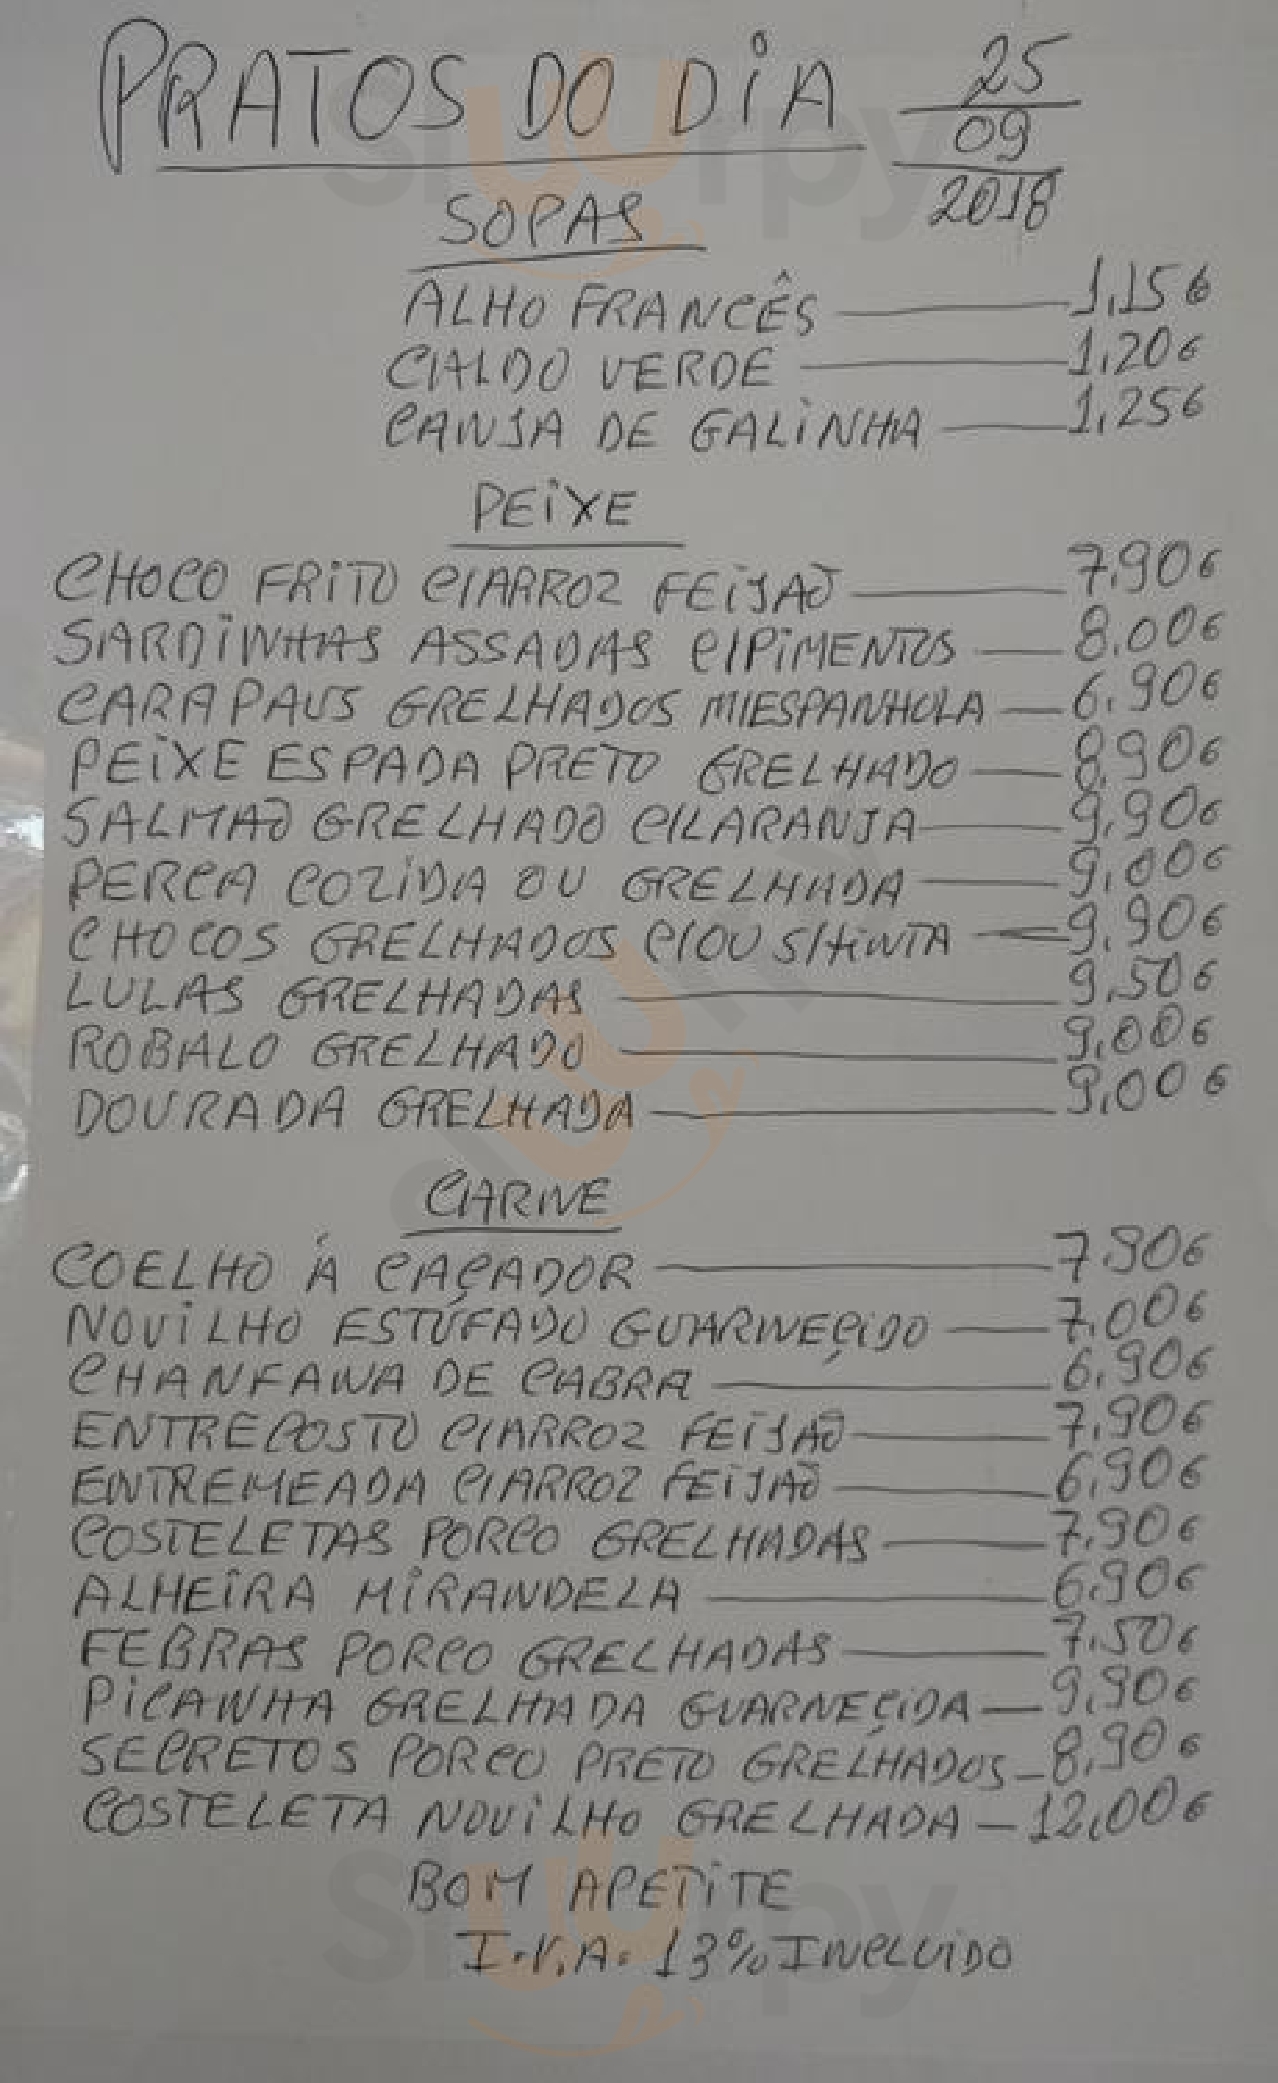 PRATOS DO DIA 25/09/2018
SOPAS
ALHO FRANCÊS — 1,15€
CALDO VERDE — 1,20€
CANJA DE GALINHA — 1,25€
PEIXE
CHOCO FRITO C/ARROZ FEIJÃO — 7,90€
SARDINHAS ASSADAS C/PIMENTOS — 8,00€
CARAPAUS GRELHADOS M/ESPANHOLA — 6,90€
PEIXE ESPADA PRETO GRELHADO — 8,90€
SALMÃO GRELHADO C/LARANJA — 9,90€
PERCA COZIDA OU GRELHADA — 9,00€
CHOCOS GRELHADOS C/OU S/TINTA — 9,90€
LULAS GRELHADAS — 9,50€
ROBALO GRELHADO — 9,00€
DOURADA GRELHADA — 9,00€
CARNE
COELHO À CAÇADOR — 7,90€
NOVILHO ESTUFADO GUARNEÇIDO — 7,00€
CHANFANA DE CABRA — 6,90€
ENTRECOSTO C/ARROZ FEIJÃO — 7,90€
ENTREMEADA C/ARROZ FEIJÃO — 6,90€
COSTELETAS PORCO GRELHADAS — 7,90€
ALHEIRA MIRANDELA — 6,90€
FEBRAS PORCO GRELHADAS — 7,50€
PICANHA GRELHADA GUARNEÇIDA — 9,90€
SECRETOS PORCO PRETO GRELHADOS — 8,90€
COSTELETA NOVILHO GRELHADA — 12,00€
BOM APETITE
I.V.A. 13% INCLUIDO
sluurpy
sluurpy
sluurpy